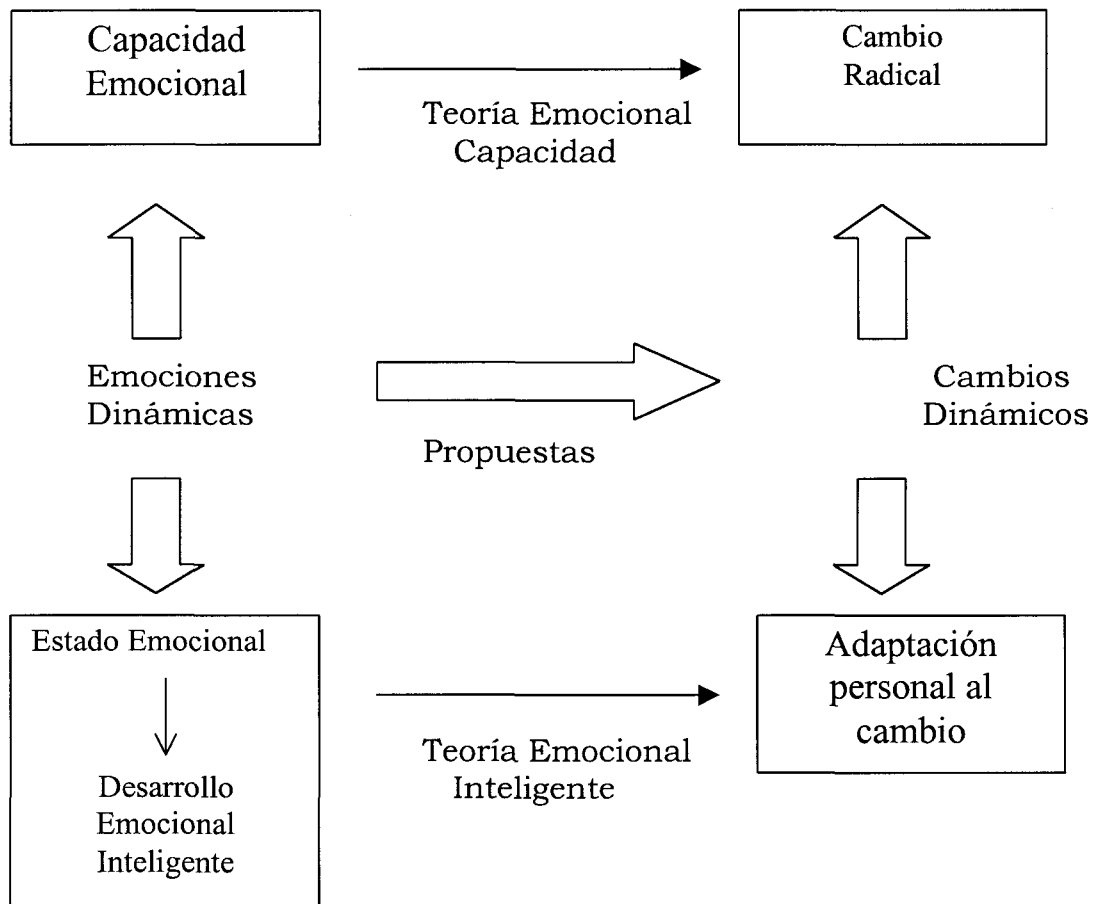 Capacidad
Emocional
Teoría Emocional
Capacidad
Cambio
Radical
Emociones
Dinámicas
Propuestas
Cambios
Dinámicos
Estado Emocional
Desarrollo
Emocional
Inteligente
Teoría Emocional
Inteligente
Adaptación
personal al
cambio